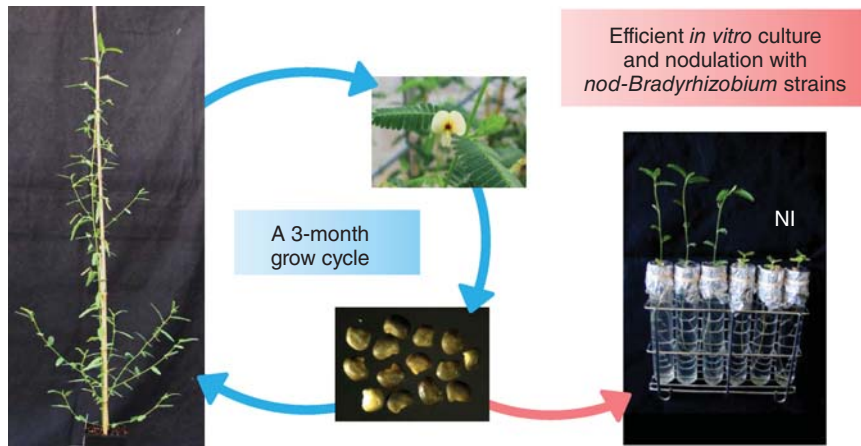 Efficient in vitro culture
and nodulation with
nod-Bradyrhizobium strains
A 3-month
grow cycle
NI